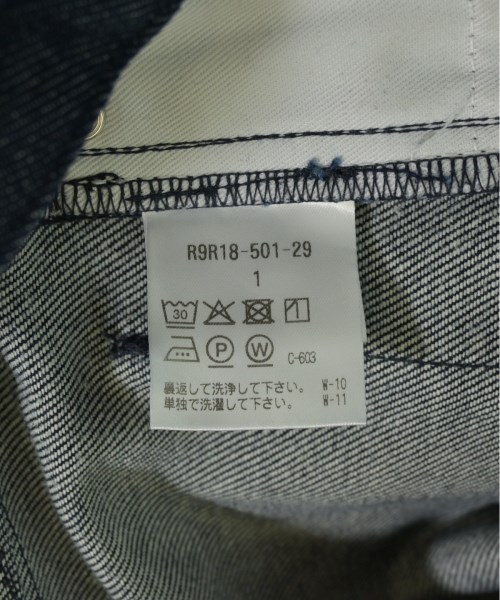 R9R18-501-29
1
30
P W C-603
裏返して洗浄して下さい。 W-10
単独で洗濯して下さい。 W-11